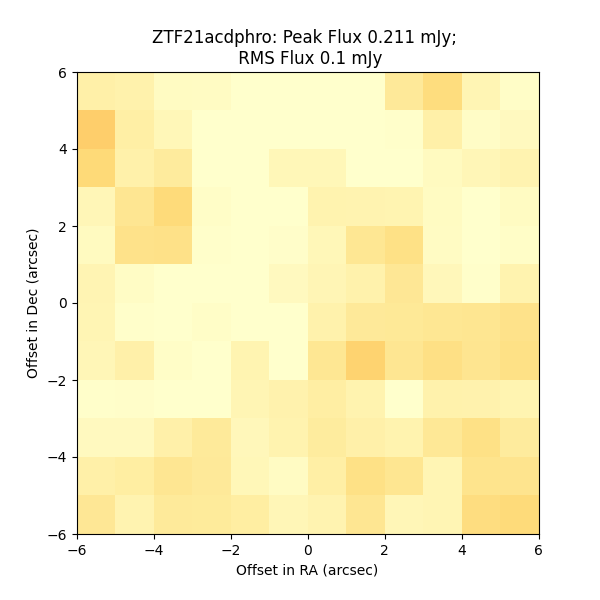 ZTF21acdphro: Peak Flux 0.211 mJy;
RMS Flux 0.1 mJy
6
4
2
0
−2
−4
−6
Offset in Dec (arcsec)
−6 −4 −2 0 2 4 6
Offset in RA (arcsec)